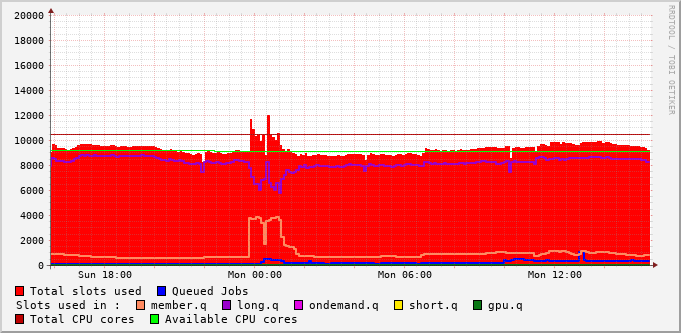 RRDTOOL / TOBI OETIKER
20000
18000
16000
14000
12000
10000
8000
6000
4000
2000
0
Sun 18:00 Mon 00:00 Mon 06:00 Mon 12:00
Total slots used Queued Jobs
Slots used in : member.q long.q ondemand.q short.q gpu.q
Total CPU cores Available CPU cores